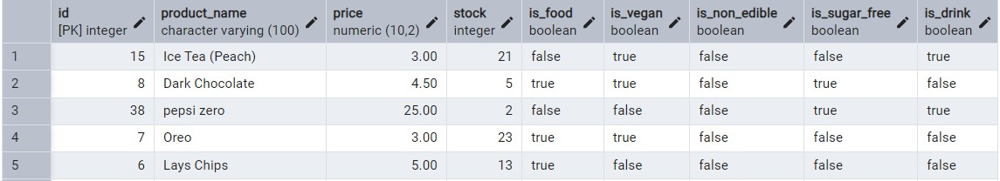 id product_name price stock is_food is_vegan is_non_edible is_sugar_free is_drink
[PK] integer character varying (100) numeric (10,2) integer boolean boolean boolean boolean boolean
1 15 Ice Tea (Peach) 3.00 21 false true false false true
2 8 Dark Chocolate 4.50 5 true true false true false
3 38 pepsi zero 25.00 2 false false false true true
4 7 Oreo 3.00 23 true true false false false
5 6 Lays Chips 5.00 13 true false false false false